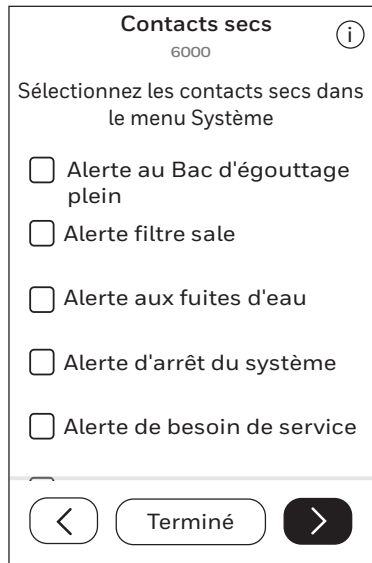 Contacts secs
6000
Sélectionnez les contacts secs dans
le menu Système
Alerte au Bac d'égouttage
plein
Alerte filtre sale
Alerte aux fuites d'eau
Alerte d'arrêt du système
Alerte de besoin de service
Terminé